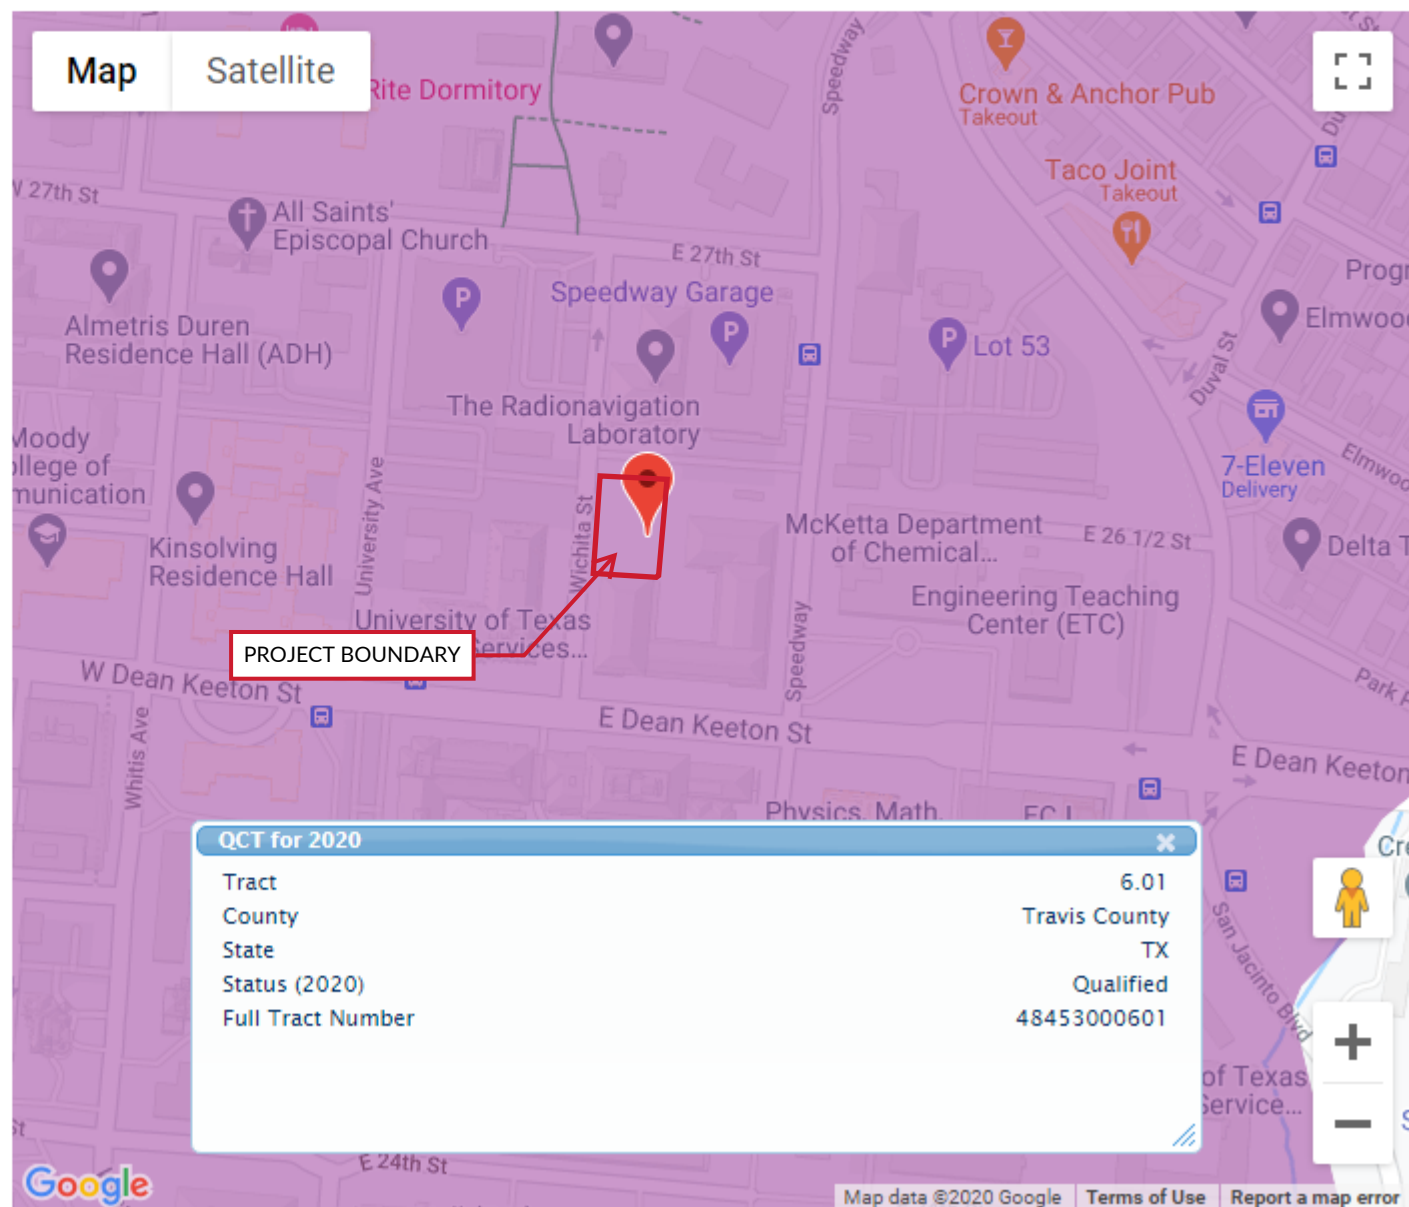 Map
Satellite
Rite Dormitory
Speedway
Crown & Anchor Pub
Takeout
Taco Joint
Takeout
W 27th St
All Saints'
Episcopal Church
E 27th St
Speedway Garage
P
P
P
Lot 53
Elmwood
Almetris Duren
Residence Hall (ADH)
Duval St
The Radionavigation
Laboratory
Moody
College of
munication
University Ave
Wichita St
7-Eleven
Delivery
McKetta Department
of Chemical...
E 26 1/2 St
Delta T
Kinsolving
Residence Hall
Engineering Teaching
Center (ETC)
University of Texas
Services...
PROJECT BOUNDARY
Speedway
W Dean Keeton St
E Dean Keeton St
Whitis Ave
E Dean Keeton
Physics, Math,
QCT for 2020
Tract 6.01
County Travis County
State TX
Status (2020) Qualified
Full Tract Number 48453000601
San Jacinto Blvd
of Texas
Service...
E 24th St
Google
Map data ©2020 Google
Terms of Use
Report a map error